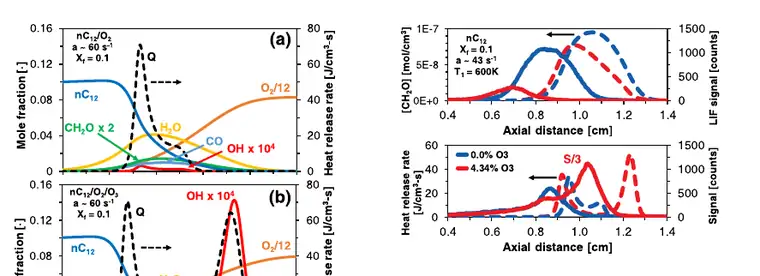 0.16
0.12
0.08
0.04
0
Mole fraction [-]
nC12/O2
a ~ 60 s-1
Xf = 0.1
(a)
Q
nC12
O2/12
CH2O x 2
H2O
CO
OH x 10⁴
80
60
40
20
0
Heat release rate [J/cm³-s]
0.16
0.12
0.08
fraction [-]
nC12/O2/O3
a ~ 60 s-1
Xf = 0.1
OH x 10⁴
(b)
Q
nC12
O2/12
80
60
40
se rate [J/cm³-s]
1E-7
5E-8
0E+0
[CH2O] [mol/cm³]
nC12
Xf = 0.1
a ~ 43 s-1
T1 = 600K
1500
1000
500
0
LIF signal (counts)
0.4 0.6 0.8 1.0 1.2 1.4
Axial distance [cm]
60
40
20
0
Heat release rate
[J/cm³-s]
0.0% O3
4.34% O3
S/3
1500
1000
500
0
Signal [counts]
0.4 0.6 0.8 1.0 1.2 1.4
Axial distance [cm]